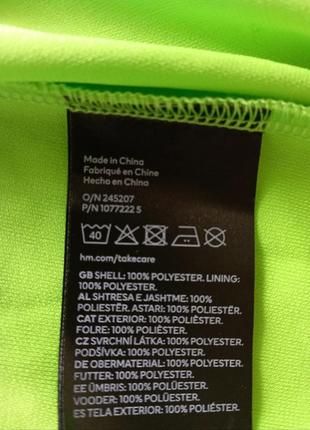 Made in China
Fabriqué en Chine
Hecho en China
O/N 245207
P/N 1077222 5
40
hm.com/takecare
GB SHELL: 100% POLYESTER. LINING:
100% POLYESTER.
AL SHTRESA E JASHTME: 100%
POLIESTËR. ASTARI: 100% POLIESTËR.
CAT EXTERIOR: 100% POLIÈSTER.
FOLRE: 100% POLIÈSTER.
CZ SVRCHNÍ LÁTKA: 100% POLYESTER.
PODŠÍVKA: 100% POLYESTER.
DE OBERMATERIAL: 100% POLYESTER.
FUTTER: 100% POLYESTER.
EE ÜMBRIS: 100% POLÜESTER.
VOODER: 100% POLÜESTER.
ES TELA EXTERIOR: 100% POLIÉSTER.